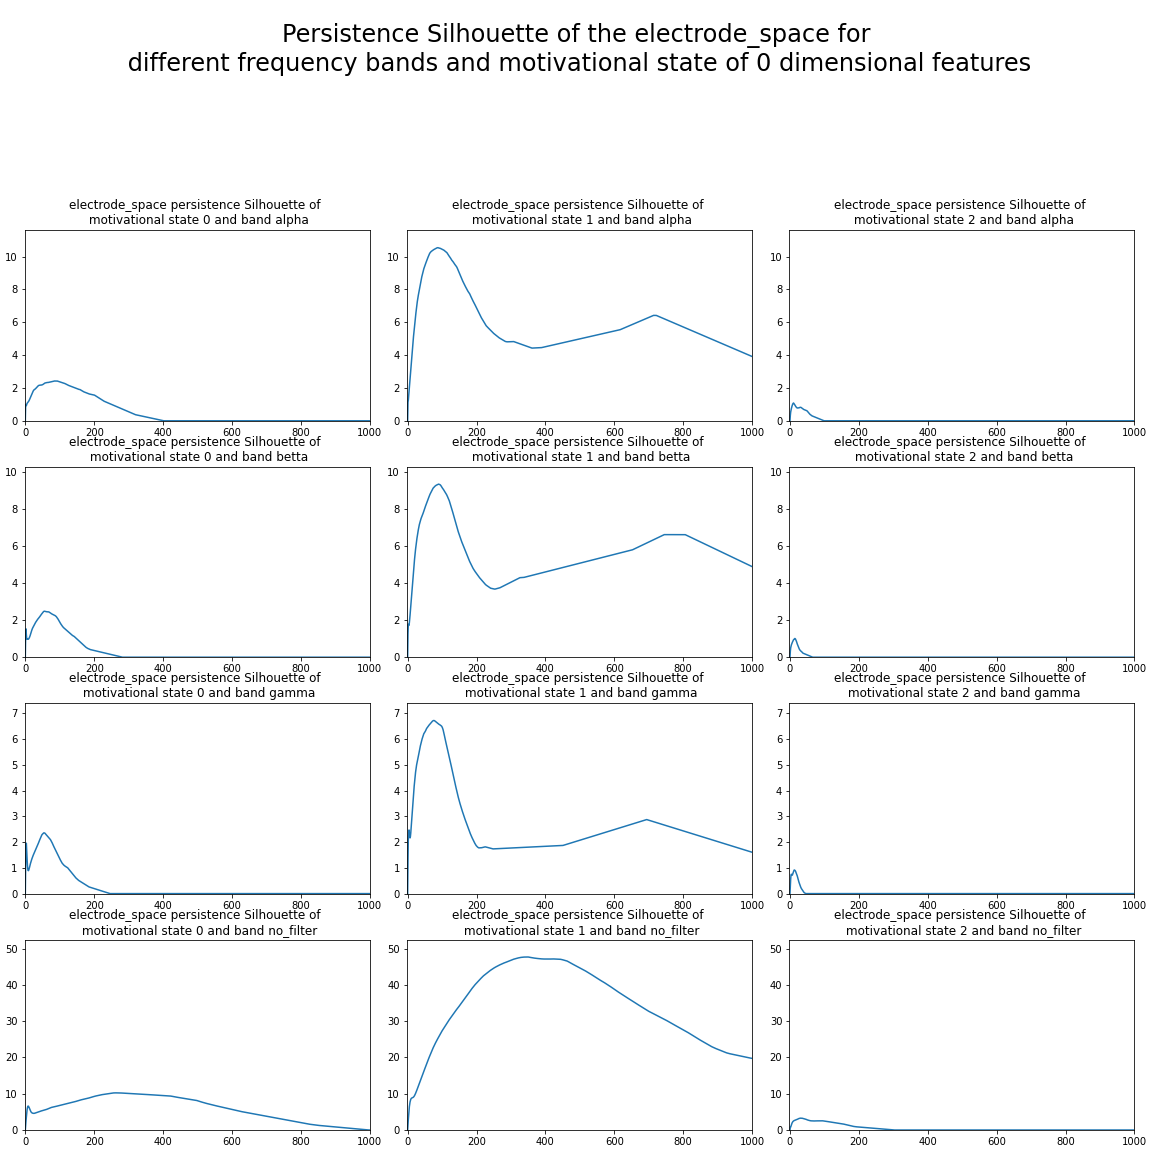 Persistence Silhouette of the electrode_space for
different frequency bands and motivational state of 0 dimensional features
electrode_space persistence Silhouette of
motivational state 0 and band alpha
electrode_space persistence Silhouette of
motivational state 1 and band alpha
electrode_space persistence Silhouette of
motivational state 2 and band alpha
10
8
6
4
2
0
0 200 400 600 800 1000
10
8
6
4
2
0
0 200 400 600 800 1000
10
8
6
4
2
0
0 200 400 600 800 1000
electrode_space persistence Silhouette of
motivational state 0 and band betta
electrode_space persistence Silhouette of
motivational state 1 and band betta
electrode_space persistence Silhouette of
motivational state 2 and band betta
10
8
6
4
2
0
0 200 400 600 800 1000
10
8
6
4
2
0
0 200 400 600 800 1000
10
8
6
4
2
0
0 200 400 600 800 1000
electrode_space persistence Silhouette of
motivational state 0 and band gamma
electrode_space persistence Silhouette of
motivational state 1 and band gamma
electrode_space persistence Silhouette of
motivational state 2 and band gamma
7
6
5
4
3
2
1
0
0 200 400 600 800 1000
7
6
5
4
3
2
1
0
0 200 400 600 800 1000
7
6
5
4
3
2
1
0
0 200 400 600 800 1000
electrode_space persistence Silhouette of
motivational state 0 and band no_filter
electrode_space persistence Silhouette of
motivational state 1 and band no_filter
electrode_space persistence Silhouette of
motivational state 2 and band no_filter
50
40
30
20
10
0
0 200 400 600 800 1000
50
40
30
20
10
0
0 200 400 600 800 1000
50
40
30
20
10
0
0 200 400 600 800 1000